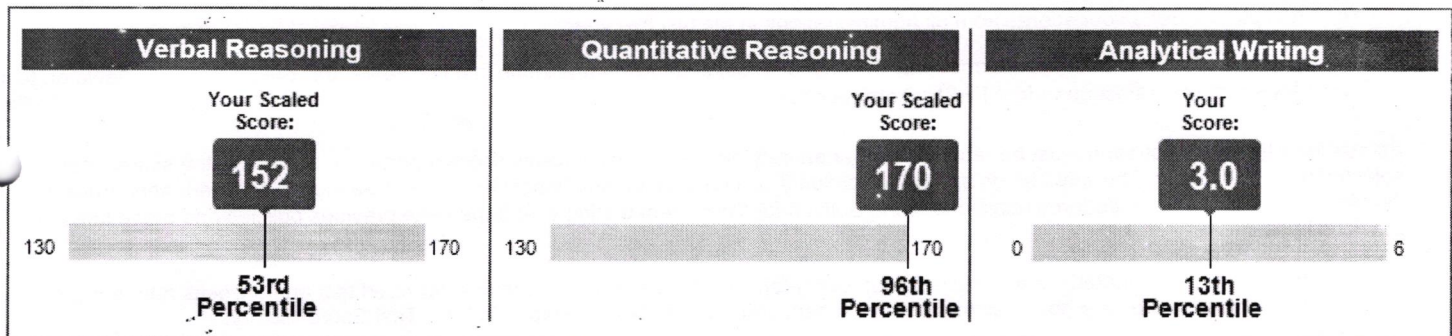 Verbal Reasoning
Your Scaled
Score:
152
130
170
53rd
Percentile
Quantitative Reasoning
Your Scaled
Score:
170
130
170
96th
Percentile
Analytical Writing
Your
Score:
3.0
0
6
13th
Percentile